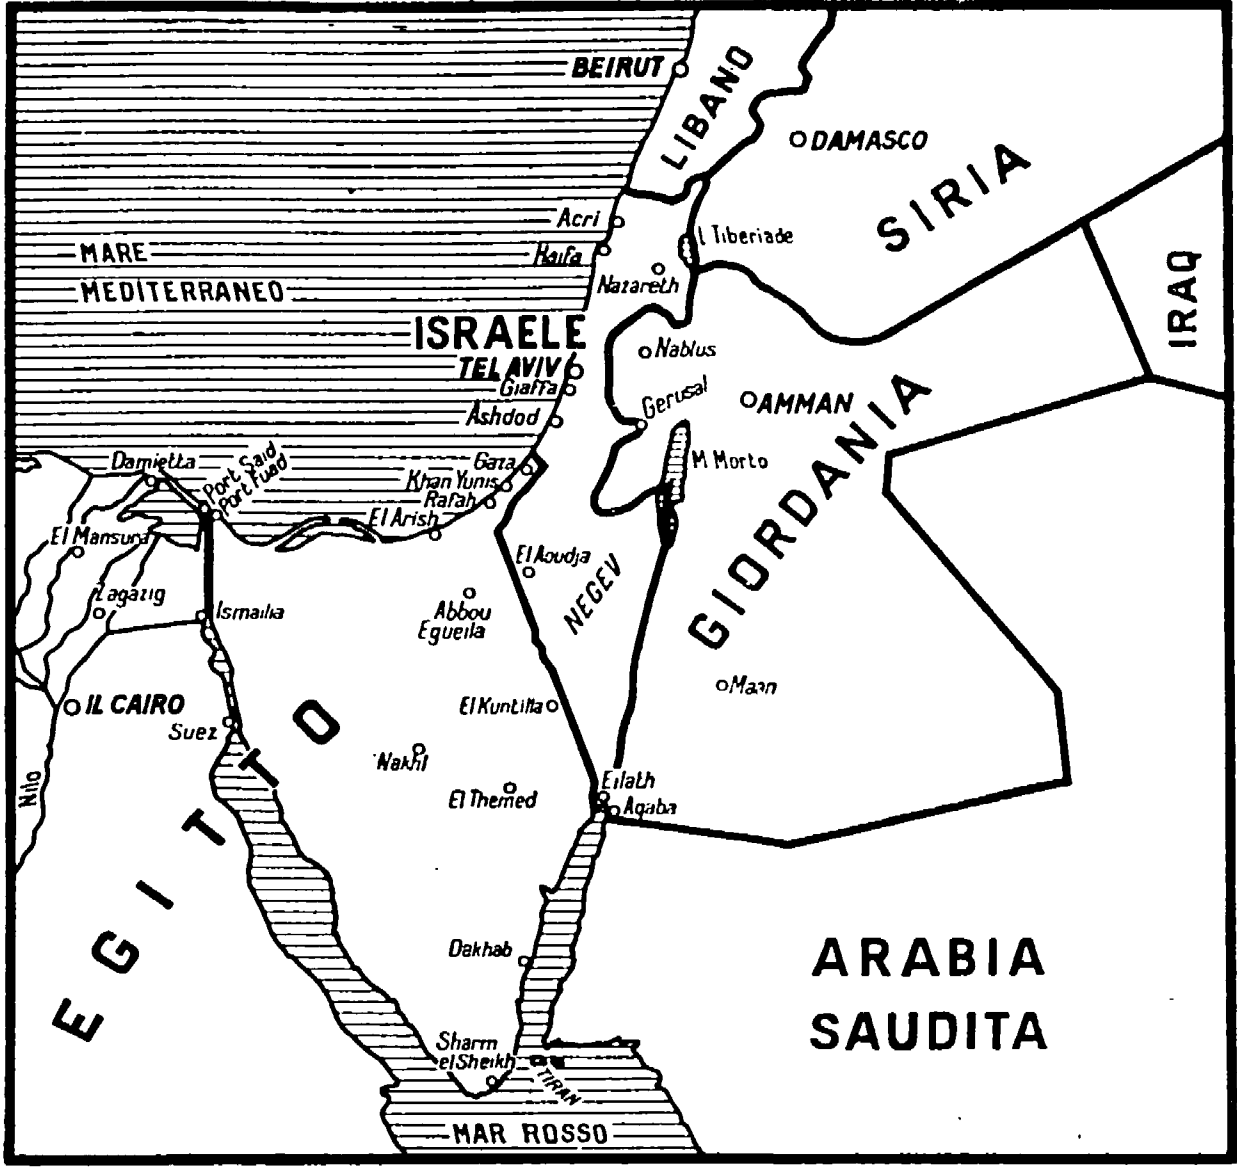 BEIRUT
LIBANO
DAMASCO
SIRIA
Acri
L Tiberiade
MARE
Haifa
IRAQ
Nazareth
MEDITERRANEO
ISRAELE
Nablus
TEL AVIV
Giaffa
Gerusal
AMMAN
Ashdod
GIORDANIA
Damietta
Port Said
Port Fuad
Gaza
M Morto
Khan Yunis
Rafah
El Arish
El Mansura
El Aoudja
NEGEV
Zagazig
Ismailia
Abbou
Egueila
Maan
IL CAIRO
El Kuntilla
Suez
EGITTO
Nakhl
Nilo
El Themed
Eilath
Aqaba
Dakhab
ARABIA
SAUDITA
Sharm
el Sheikh
TIRAN
MAR ROSSO